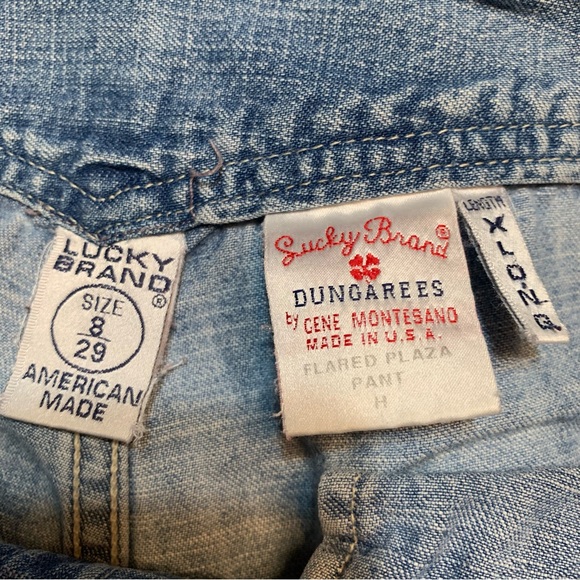 LUCKY
BRAND®
SIZE
8
29
AMERICAN
MADE
Lucky Brand®
DUNGAREES
by GENE MONTESANO
MADE IN U.S.A.
FLARED PLAZA
PANT
H
LENGTH
X LONG